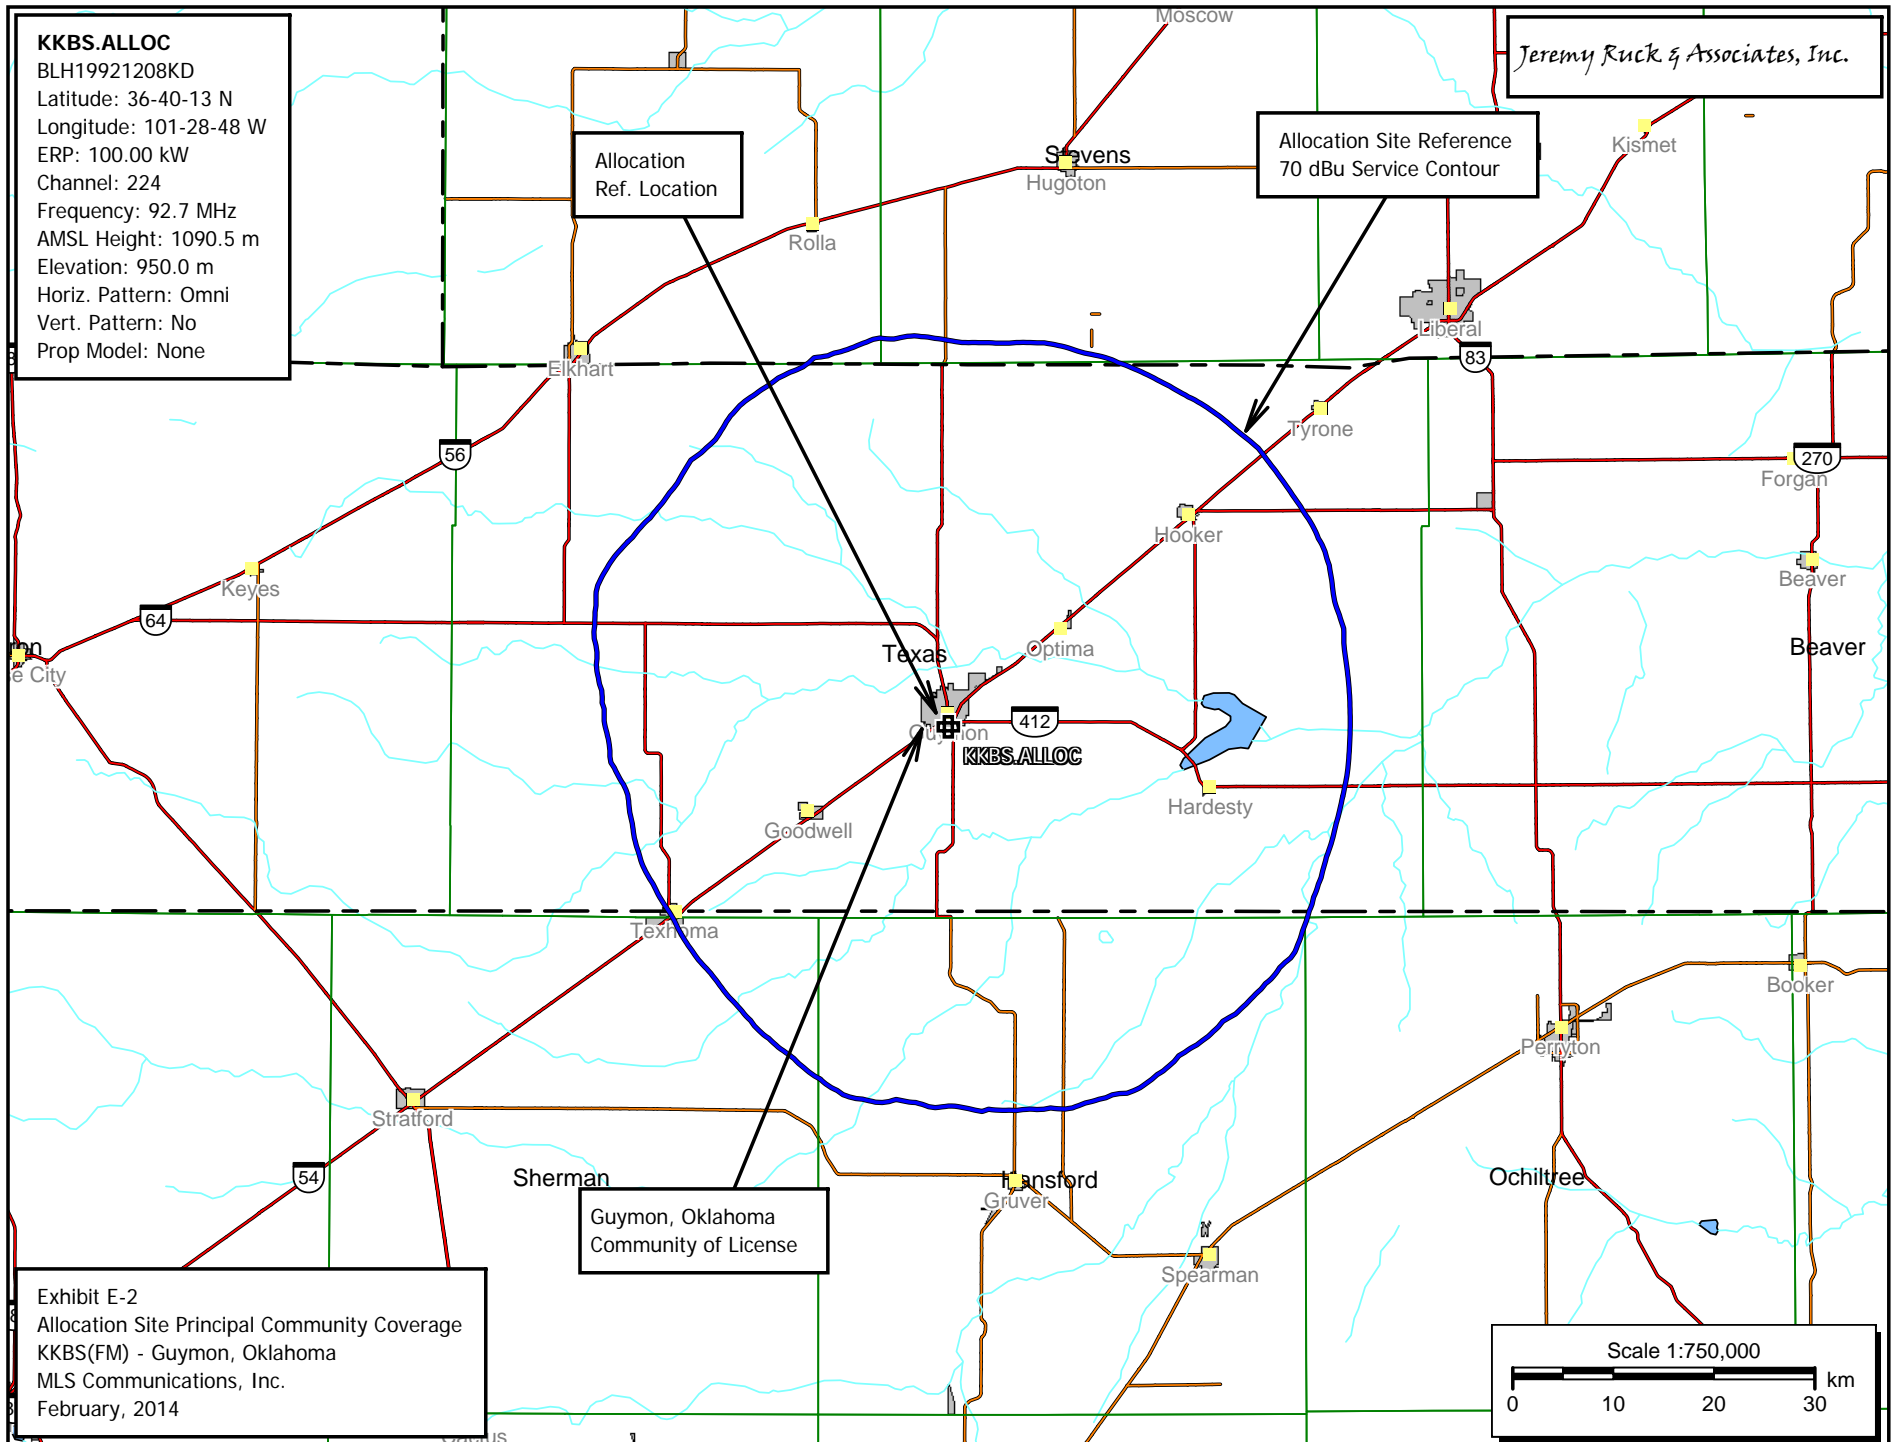 Moscow
KKBS.ALLOC
BLH19921208KD
Latitude: 36-40-13 N
Longitude: 101-28-48 W
ERP: 100.00 kW
Channel: 224
Frequency: 92.7 MHz
AMSL Height: 1090.5 m
Elevation: 950.0 m
Horiz. Pattern: Omni
Vert. Pattern: No
Prop Model: None
Jeremy Ruck & Associates, Inc.
Allocation
Ref. Location
Allocation Site Reference
70 dBu Service Contour
Kismet
Stevens
Hugoton
Rolla
Liberal
83
Elkhart
Tyrone
56
270
Forgan
Hooker
Keyes
Beaver
64
Optima
Texas
Beaver
e City
412
Guymon
KKBS.ALLOC
Hardesty
Goodwell
Texhoma
Booker
Perryton
Stratford
54
Sherman
Hansford
Gruver
Ochiltree
Guymon, Oklahoma
Community of License
Spearman
Exhibit E-2
Allocation Site Principal Community Coverage
KKBS(FM) - Guymon, Oklahoma
MLS Communications, Inc.
February, 2014
Scale 1:750,000
km
0 10 20 30